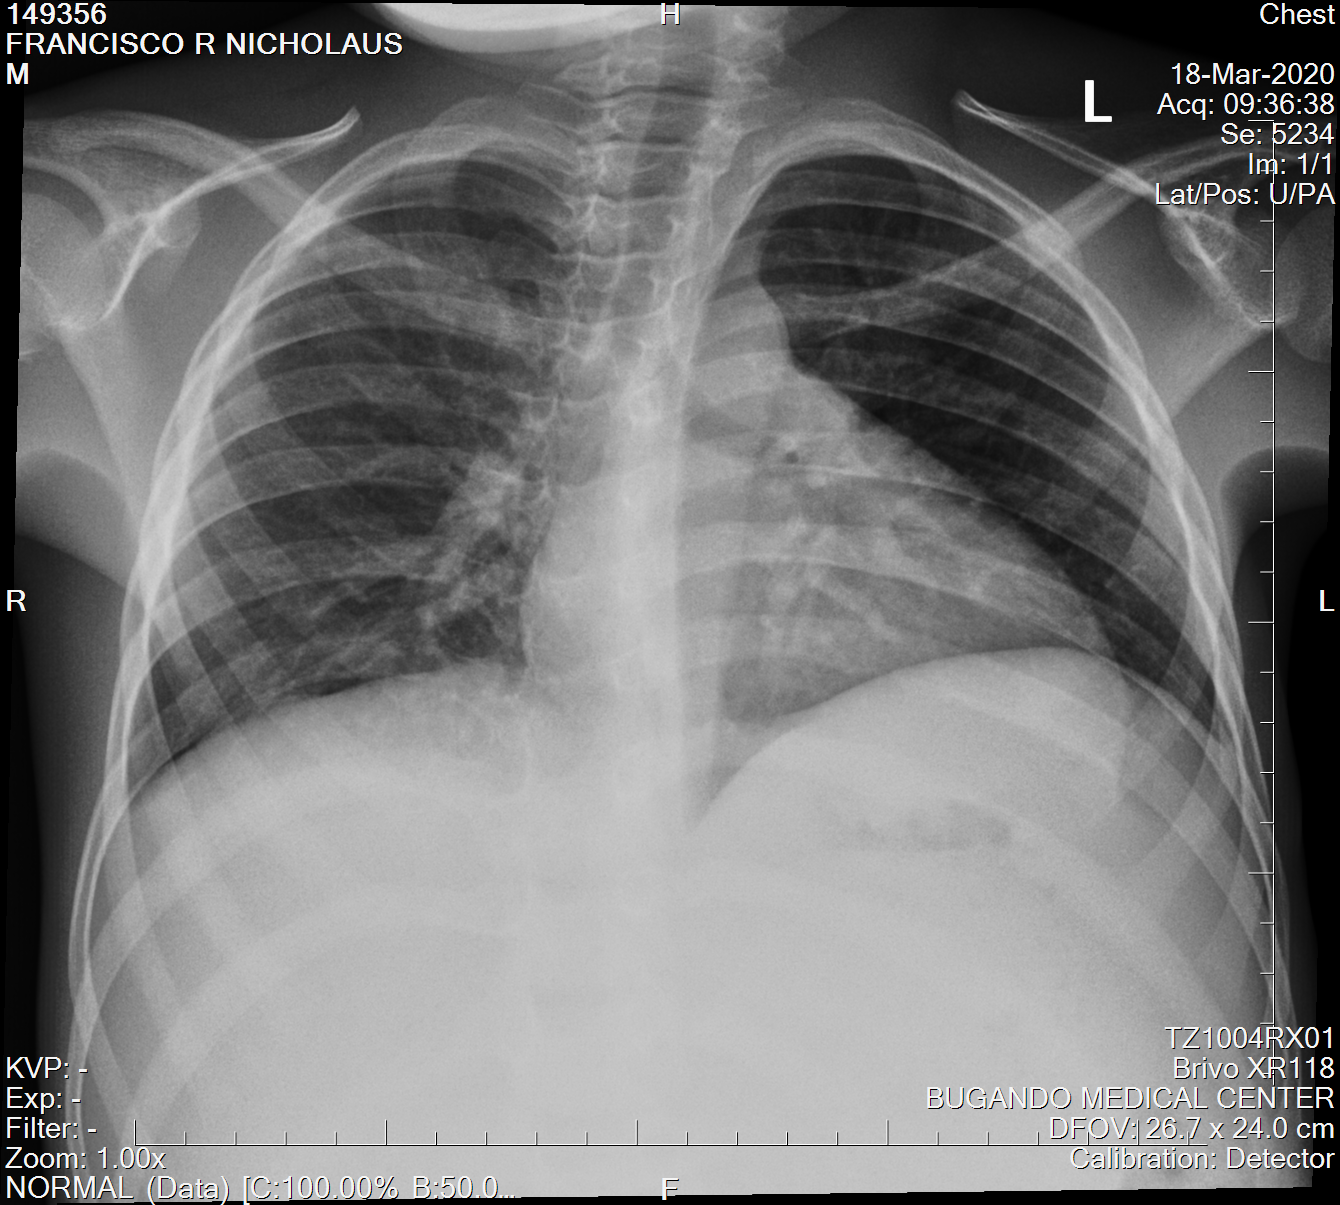 149356
FRANCISCO R NICHOLAUS
M
H
Chest
18-Mar-2020
Acq: 09:36:38
Se: 5234
Im: 1/1
Lat/Pos: U/PA
L
R
L
KVP: -
Exp: -
Filter: -
Zoom: 1.00x
NORMAL (Data) [C:100.00% B:50.0...
F
TZ1004RX01
Brivo XR118
BUGANDO MEDICAL CENTER
DFOV: 26.7 x 24.0 cm
Calibration: Detector